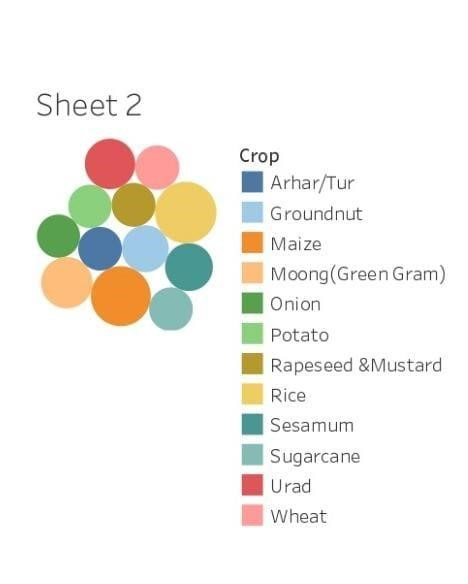 Sheet 2
Crop
Arhar/Tur
Groundnut
Maize
Moong(Green Gram)
Onion
Potato
Rapeseed &Mustard
Rice
Sesamum
Sugarcane
Urad
Wheat